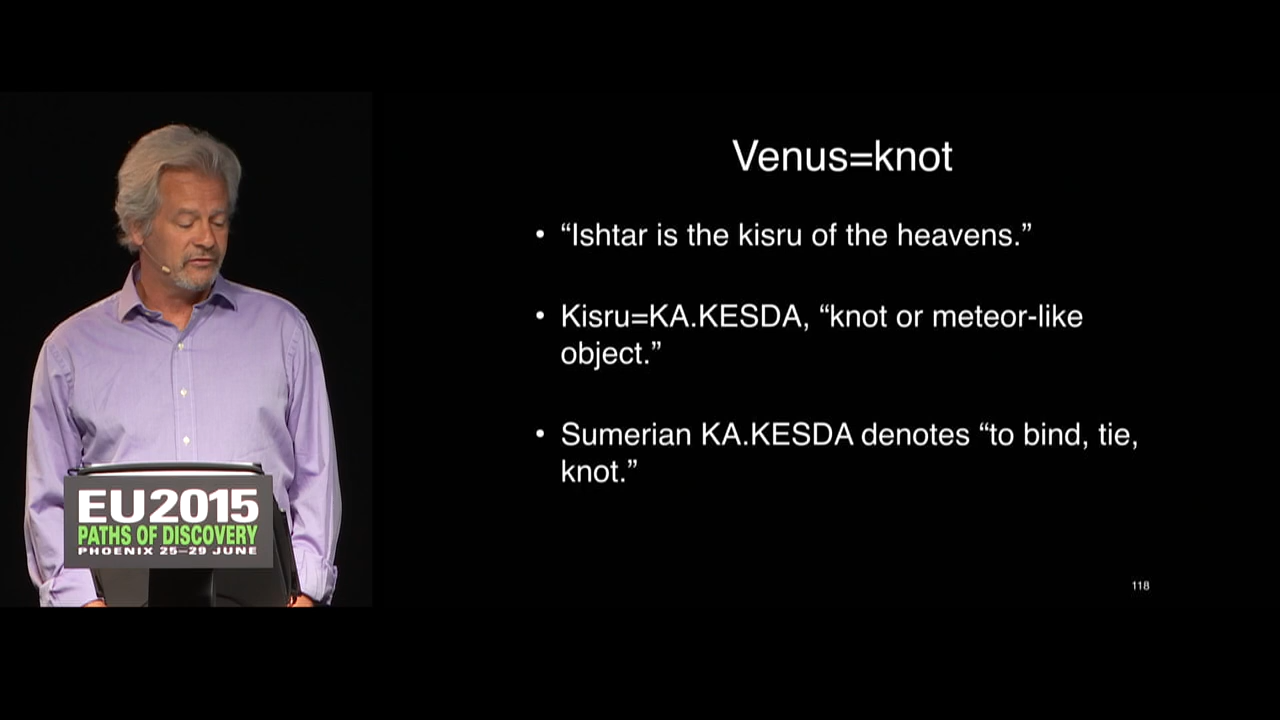 Venus=knot
• “Ishtar is the kisru of the heavens.”
• Kisru=KA.KESDA, “knot or meteor-like
object.”
• Sumerian KA.KESDA denotes “to bind, tie,
knot.”
118
EU2015
PATHS OF DISCOVERY
PHOENIX 25–29 JUNE